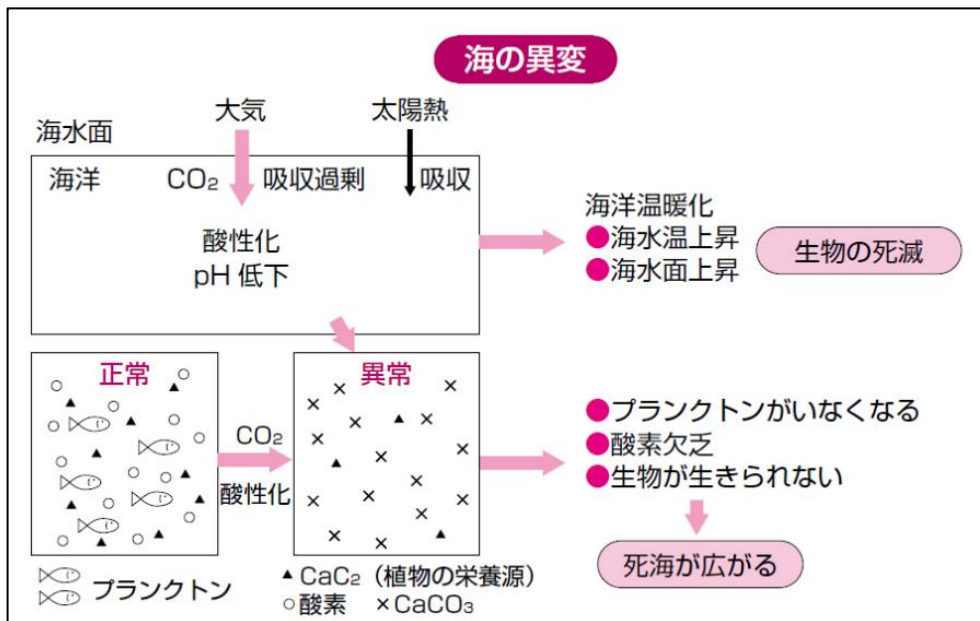 海の異変
大気
太陽熱
海水面
海洋
CO₂
吸収過剰
吸収
酸性化
pH 低下
海洋温暖化
●海水温上昇
●海水面上昇
生物の死滅
正常
CO₂
酸性化
異常
●プランクトンがいなくなる
●酸素欠乏
●生物が生きられない
死海が広がる
プランクトン
▲CaC₂（植物の栄養源）
○酸素 ×CaCO₃